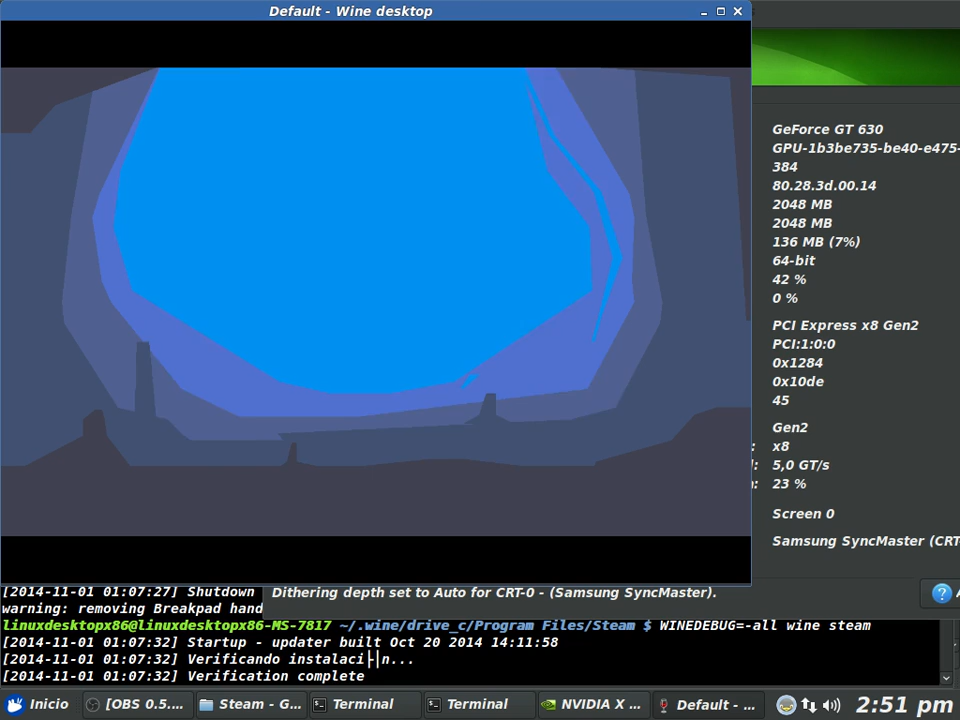 Default - Wine desktop
GeForce GT 630
GPU-1b3be735-be40-e475-
384
80.28.3d.00.14
2048 MB
2048 MB
136 MB (7%)
64-bit
42 %
0 %
PCI Express x8 Gen2
PCI:1:0:0
0x1284
0x10de
45
Gen2
: x8
: 5,0 GT/s
: 23 %
Screen 0
Samsung SyncMaster (CRT-
[2014-11-01 01:07:27] Shutdown
Dithering depth set to Auto for CRT-0 - (Samsung SyncMaster).
warning: removing Breakpad hand
linuxdesktopx86@linuxdesktopx86-MS-7817 ~/.wine/drive_c/Program Files/Steam $ WINEDEBUG=-all wine steam
[2014-11-01 01:07:32] Startup - updater built Oct 20 2014 14:11:58
[2014-11-01 01:07:32] Verificando instalaci├│n...
[2014-11-01 01:07:32] Verification complete
Inicio [OBS 0.5.... Steam - G... Terminal Terminal NVIDIA X ... Default - ... 2:51 pm